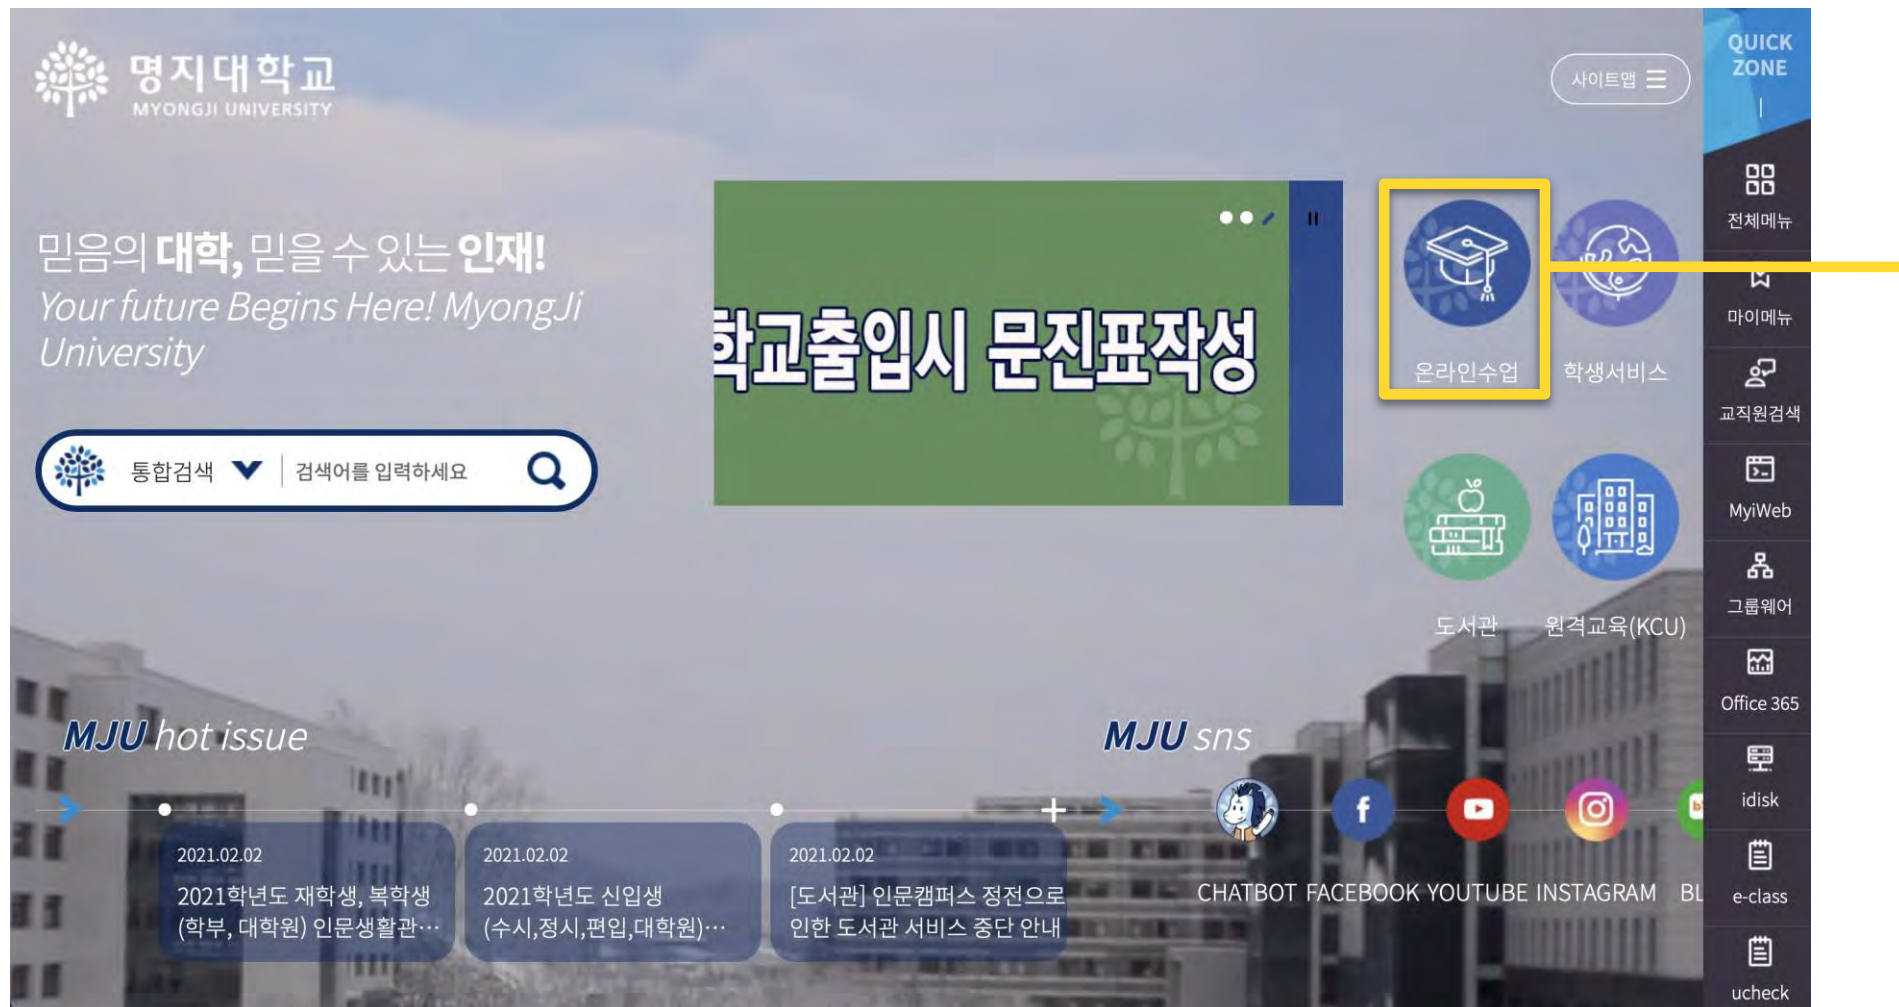 명지대학교
MYONGJI UNIVERSITY
사이트맵
QUICK
ZONE
믿음의 대학, 믿을 수 있는 인재!
Your future Begins Here! MyongJi
University
통합검색
검색어를 입력하세요
학교출입시 문진표작성
온라인수업
학생서비스
도서관
원격교육(KCU)
전체메뉴
마이메뉴
교직원검색
MyiWeb
그룹웨어
Office 365
idisk
e-class
ucheck
MJU hot issue
2021.02.02
2021학년도 재학생, 복학생
(학부, 대학원) 인문생활관…
2021.02.02
2021학년도 신입생
(수시,정시,편입,대학원)…
2021.02.02
[도서관] 인문캠퍼스 정전으로
인한 도서관 서비스 중단 안내
MJU sns
CHATBOT FACEBOOK YOUTUBE INSTAGRAM BL